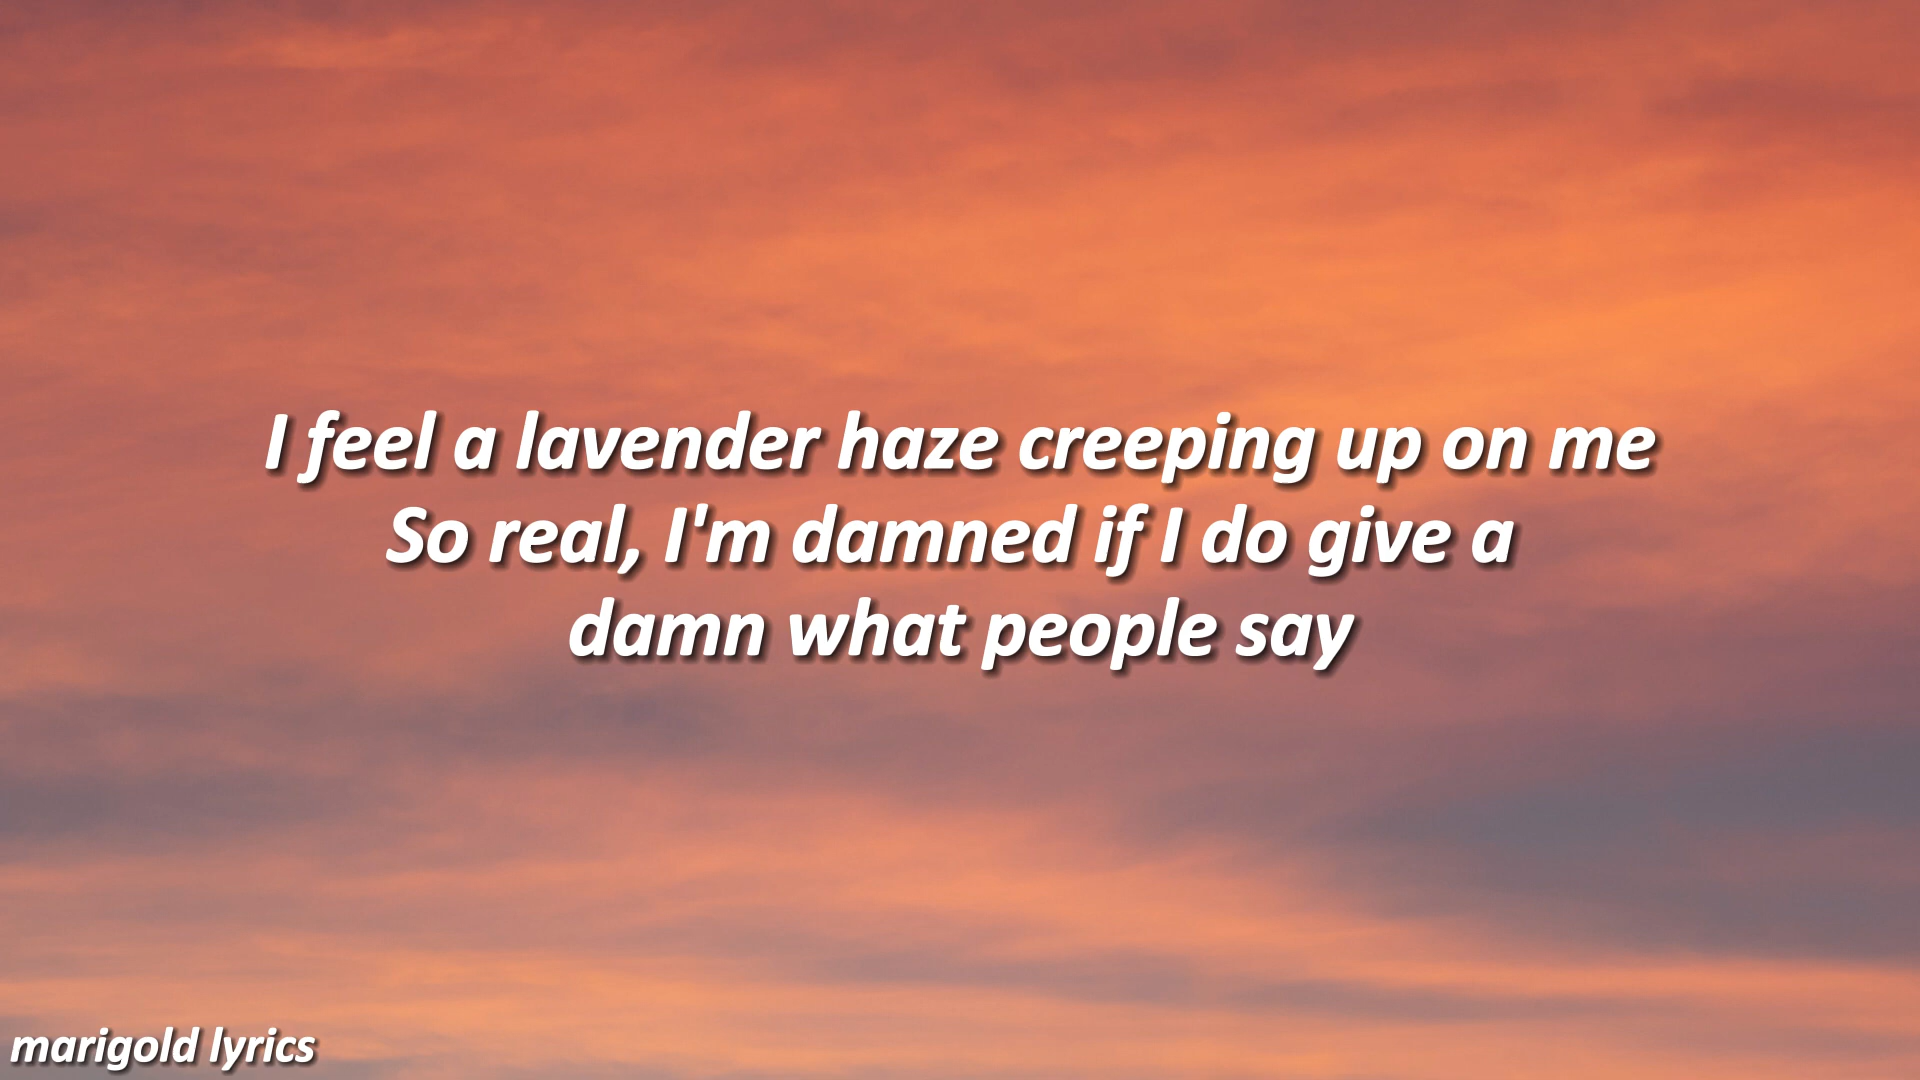 I feel a lavender haze creeping up on me
So real, I'm damned if I do give a
damn what people say
marigold lyrics